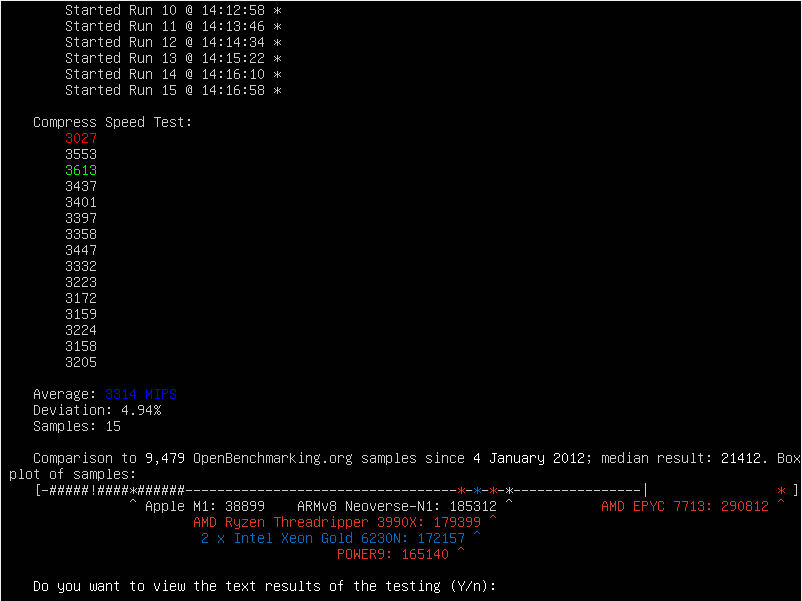 Started Run 10 @ 14:12:58 *
Started Run 11 @ 14:13:46 *
Started Run 12 @ 14:14:34 *
Started Run 13 @ 14:15:22 *
Started Run 14 @ 14:16:10 *
Started Run 15 @ 14:16:58 *
Compress Speed Test:
3027
3553
3613
3437
3401
3397
3358
3447
3332
3223
3172
3159
3224
3158
3205
Average: 3314 MIPS
Deviation: 4.94%
Samples: 15
Comparison to 9,479 OpenBenchmarking.org samples since 4 January 2012; median result: 21412. Box
plot of samples:
[-#####!####*######----------------------------------*-*-*-*----------------|                *]
^ Apple M1: 38899    ARMv8 Neoverse-N1: 185312 ^           AMD EPYC 7713: 290812 ^
AMD Ryzen Threadripper 3990X: 179399 ^
2 x Intel Xeon Gold 6230N: 172157 ^
POWER9: 165140 ^
Do you want to view the text results of the testing (Y/n):